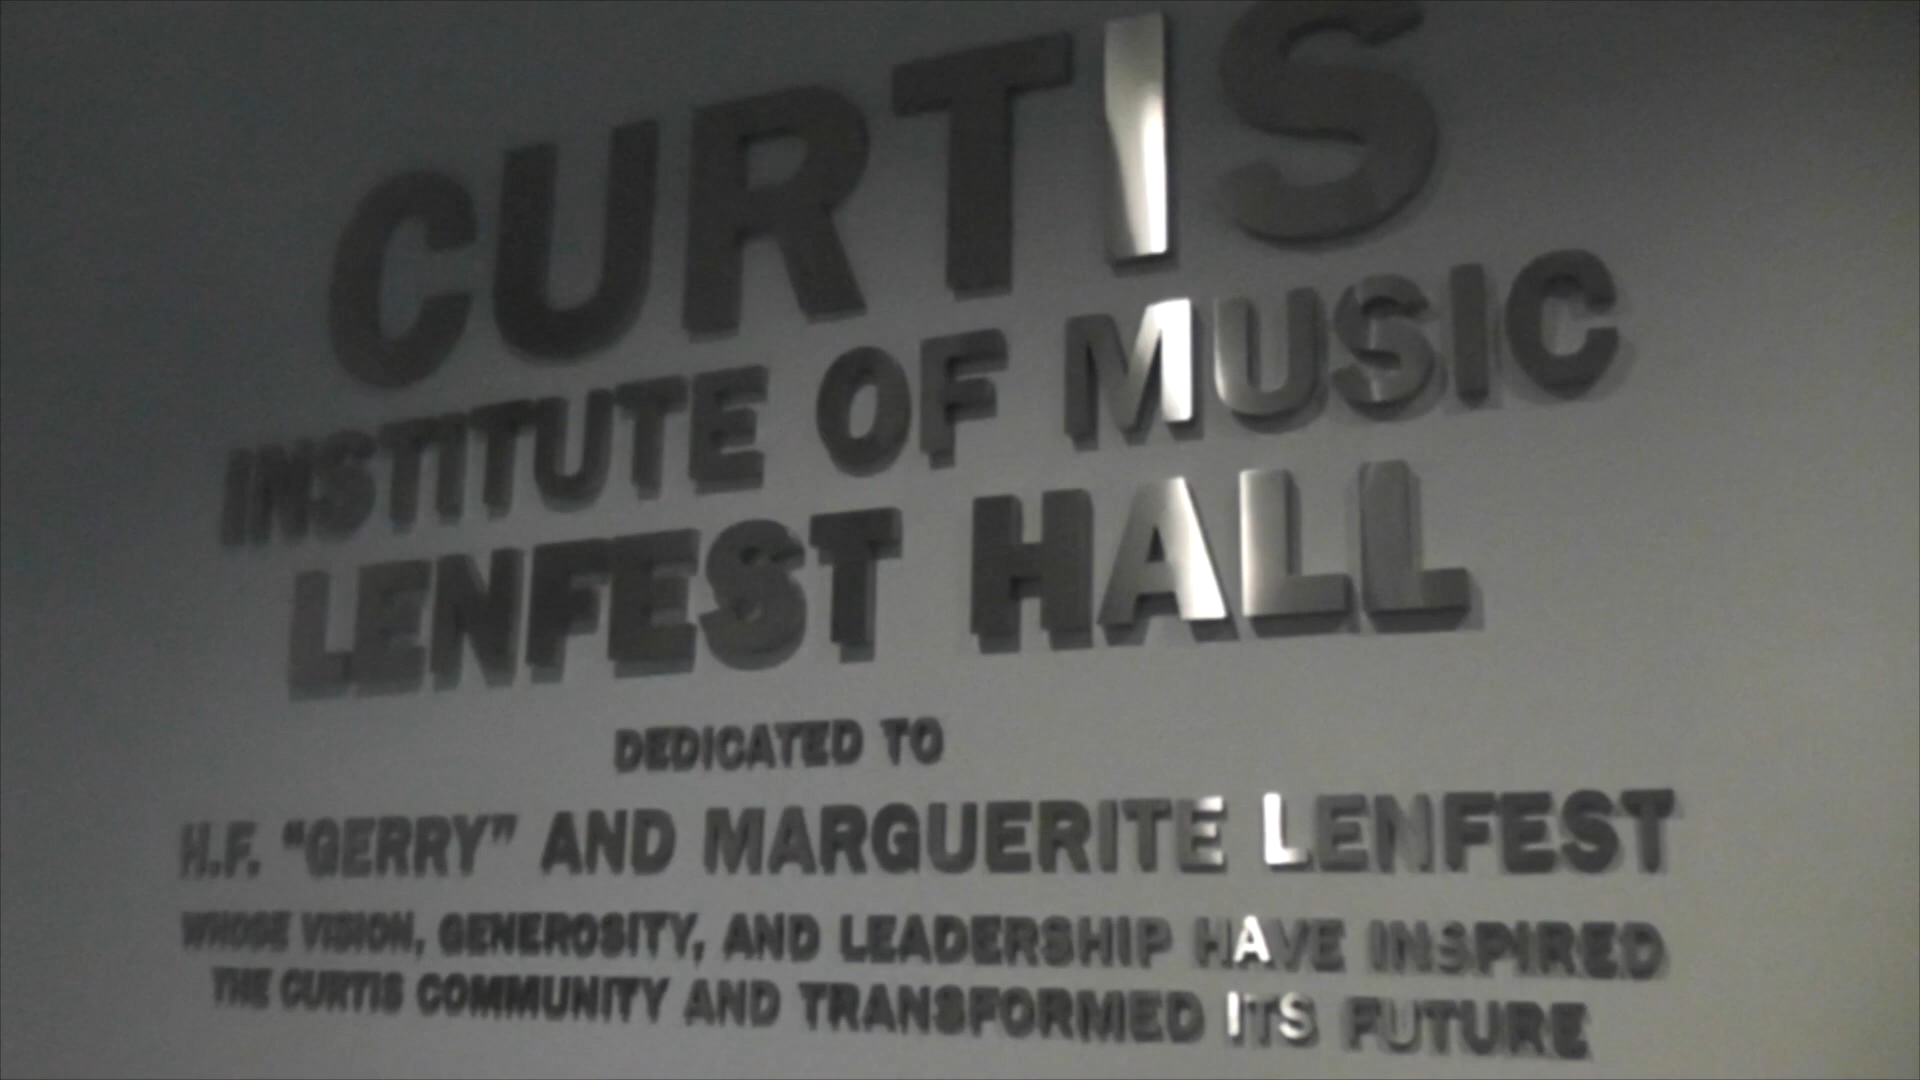 CURTIS
INSTITUTE OF MUSIC
LENFEST HALL
DEDICATED TO
H.F. "GERRY" AND MARGUERITE LENFEST
WHOSE VISION, GENEROSITY, AND LEADERSHIP HAVE INSPIRED
THE CURTIS COMMUNITY AND TRANSFORMED ITS FUTURE